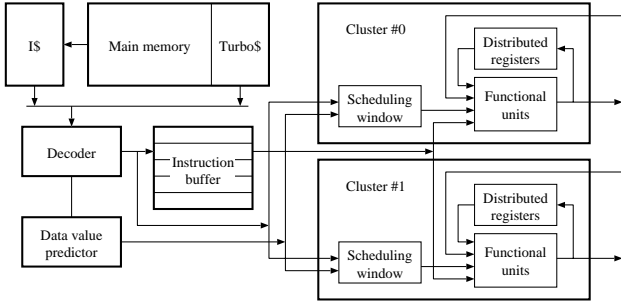 I$
Main memory
Turbo$
Decoder
Instruction
buffer
Data value
predictor
Cluster #0
Distributed
registers
Scheduling
window
Functional
units
Cluster #1
Distributed
registers
Scheduling
window
Functional
units